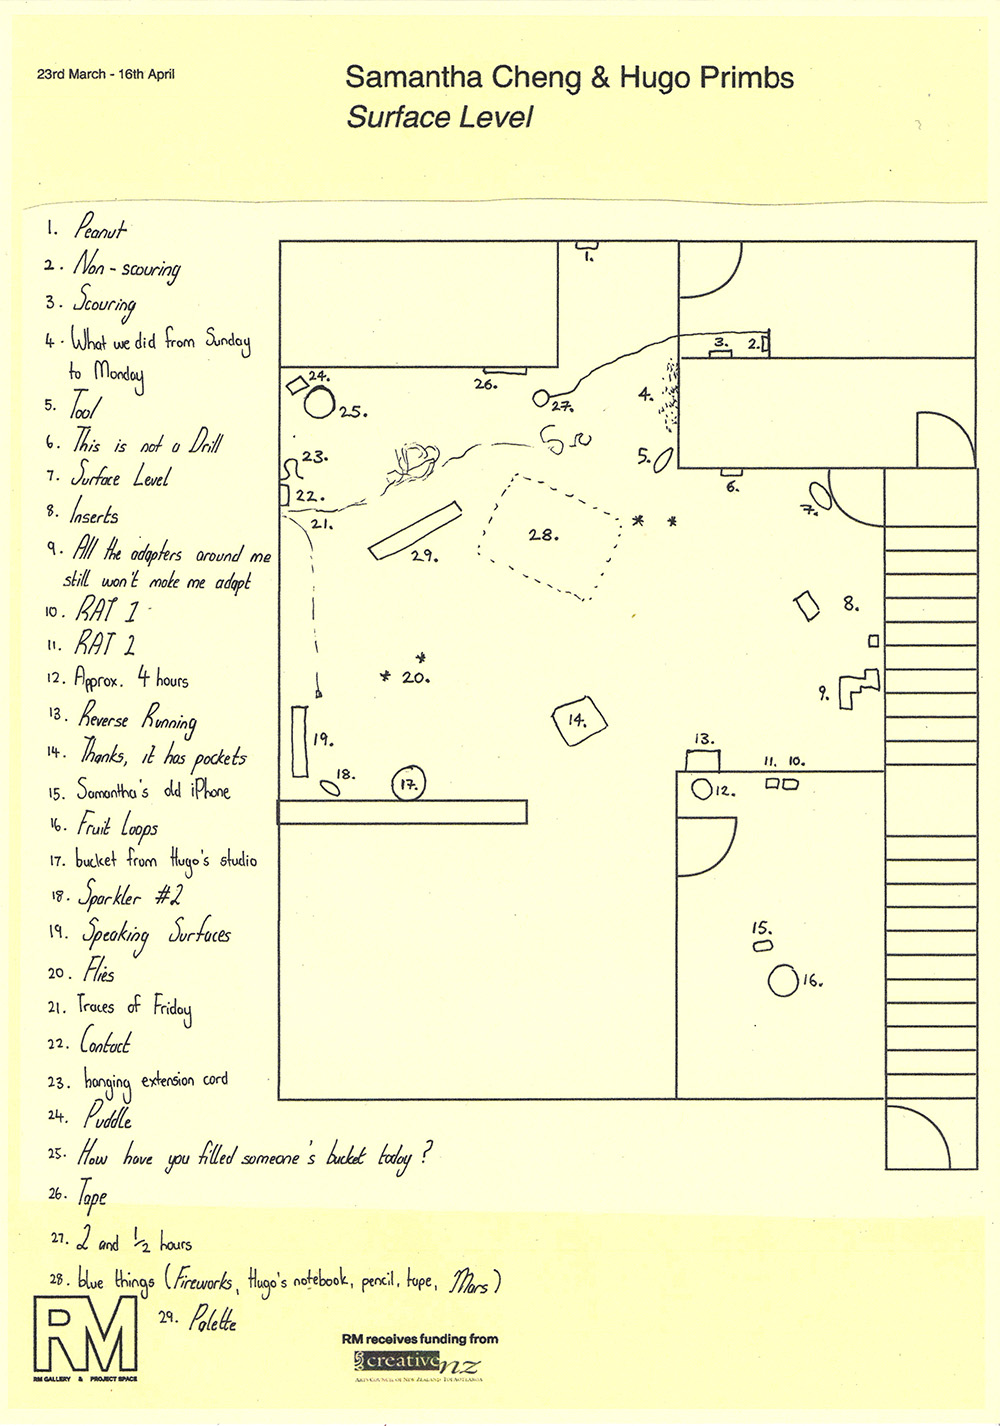 23rd March - 16th April
Samantha Cheng & Hugo Primbs
Surface Level
1. Peanut
2. Non-scouring
3. Scouring
4. What we did from Sunday
to Monday
5. Tool
6. This is not a Drill
7. Surface Level
8. Inserts
9. All the adapters around me
still won't make me adapt
10. RAT 1
11. RAT 2
12. Approx. 4 hours
13. Reverse Running
14. Thanks, it has pockets
15. Samantha's old iPhone
16. Fruit Loops
17. bucket from Hugo's studio
18. Sparkler #2
19. Speaking Surfaces
20. Flies
21. Traces of Friday
22. Contact
23. hanging extension cord
24. Puddle
25. How have you filled someone's bucket today?
26. Tape
27. 2 and 1/2 hours
28. blue things (Fireworks, Hugo's notebook, pencil, tape, Mars)
29. Palette
1.
3. 2.
24.
26.
25.
27.
4.
23.
5.
22.
6.
7.
21.
28.
29.
8.
20.
9.
14.
19.
13.
18.
11. 10.
17.
12.
15.
16.
RM
RM GALLERY & PROJECT SPACE
RM receives funding from
creative nz
ARTS COUNCIL OF NEW ZEALAND TOI AOTEAROA